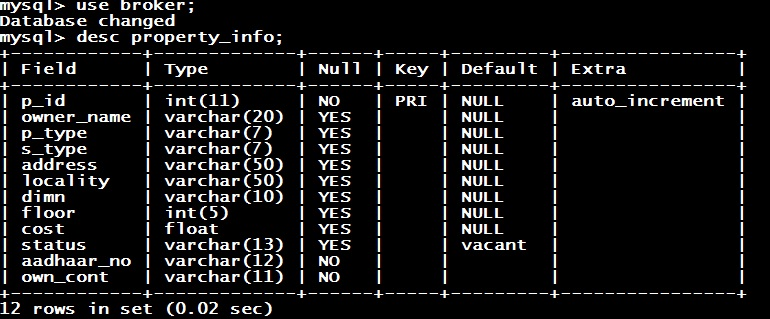 mysql> use broker;
Database changed
mysql> desc property_info;
+------------+-------------+------+-----+---------+----------------+
| Field      | Type        | Null | Key | Default | Extra          |
+------------+-------------+------+-----+---------+----------------+
| p_id       | int(11)     | NO   | PRI | NULL    | auto_increment |
| owner_name | varchar(20) | YES  |     | NULL    |                |
| p_type     | varchar(7)  | YES  |     | NULL    |                |
| s_type     | varchar(7)  | YES  |     | NULL    |                |
| address    | varchar(50) | YES  |     | NULL    |                |
| locality   | varchar(50) | YES  |     | NULL    |                |
| dimn       | varchar(10) | YES  |     | NULL    |                |
| floor      | int(5)      | YES  |     | NULL    |                |
| cost       | float       | YES  |     | NULL    |                |
| status     | varchar(13) | YES  |     | vacant  |                |
| aadhaar_no | varchar(12) | NO   |     |         |                |
| own_cont   | varchar(11) | NO   |     |         |                |
+------------+-------------+------+-----+---------+----------------+
12 rows in set (0.02 sec)